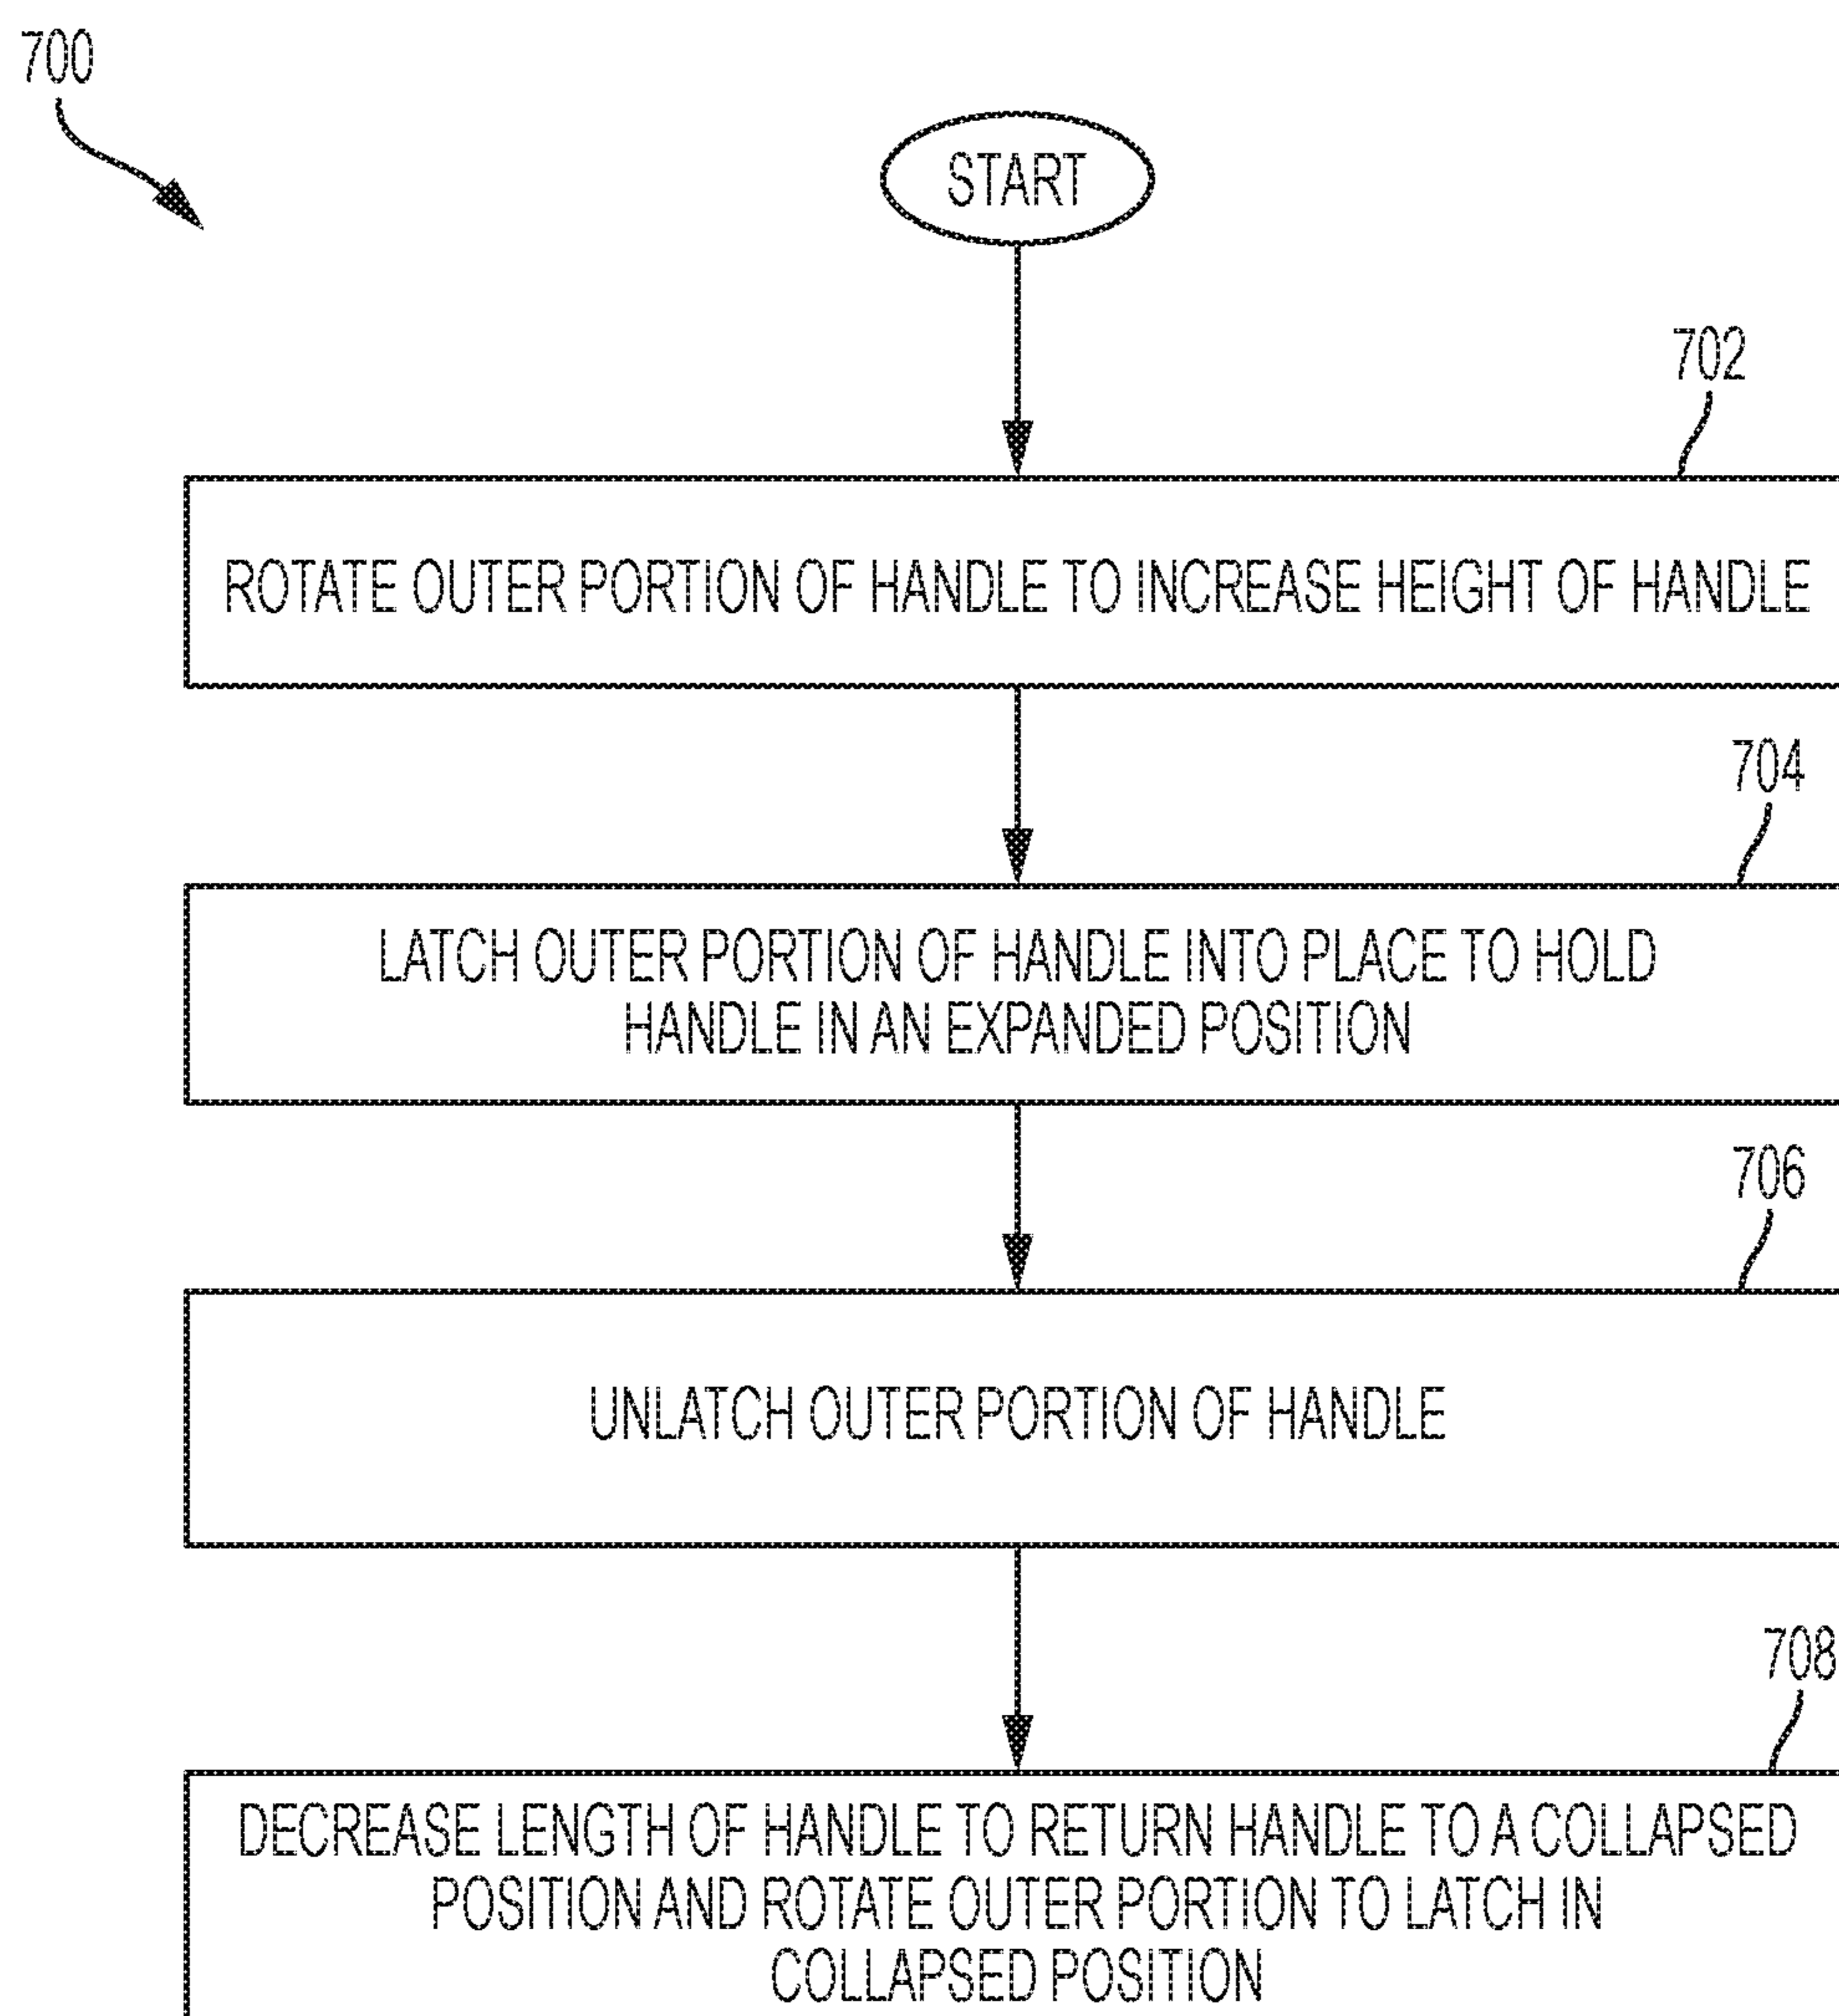 700
START
702
ROTATE OUTER PORTION OF HANDLE TO INCREASE HEIGHT OF HANDLE
704
LATCH OUTER PORTION OF HANDLE INTO PLACE TO HOLD
HANDLE IN AN EXPANDED POSITION
706
UNLATCH OUTER PORTION OF HANDLE
708
DECREASE LENGTH OF HANDLE TO RETURN HANDLE TO A COLLAPSED
POSITION AND ROTATE OUTER PORTION TO LATCH IN
COLLAPSED POSITION